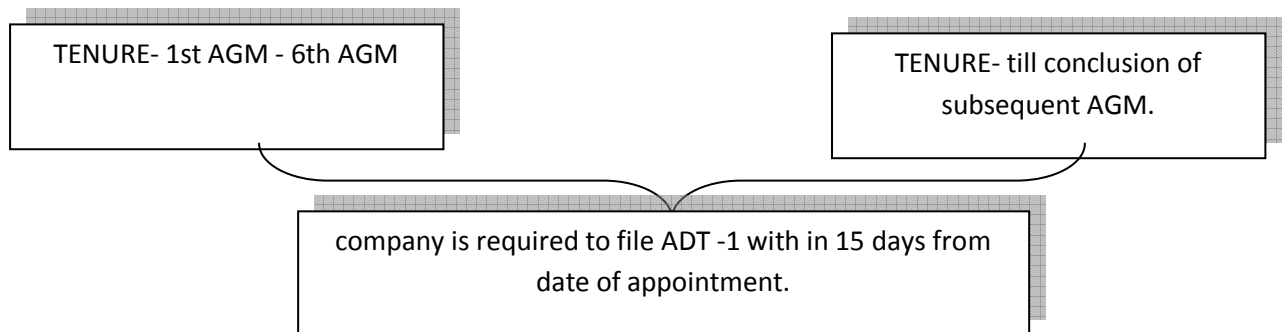 TENURE- 1st AGM - 6th AGM
TENURE- till conclusion of
subsequent AGM.
company is required to file ADT -1 with in 15 days from
date of appointment.